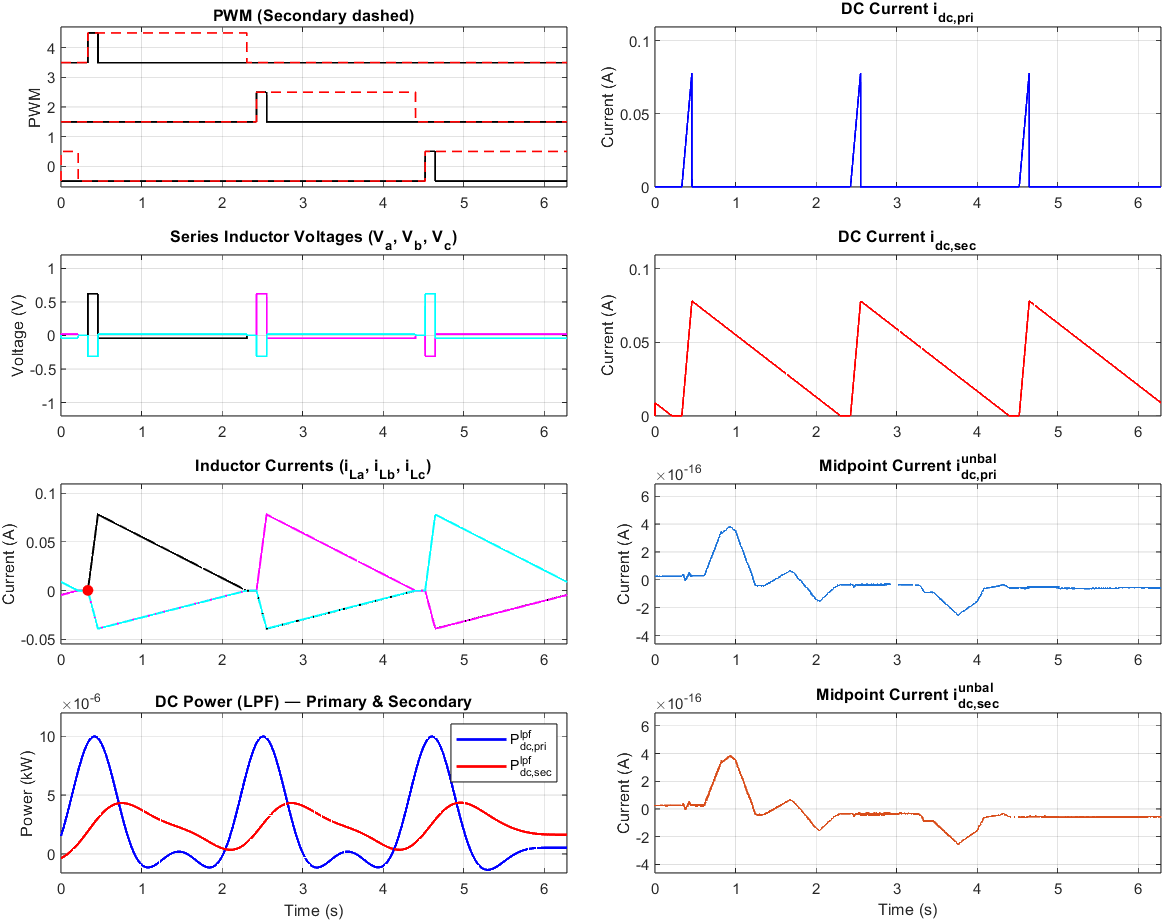 PWM (Secondary dashed)
PWM
4
3
2
1
0
0 1 2 3 4 5 6
DC Current i_dc,pri
Current (A)
0.1
0.05
0
0 1 2 3 4 5 6
Series Inductor Voltages (V_a, V_b, V_c)
Voltage (V)
1
0.5
0
-0.5
-1
0 1 2 3 4 5 6
DC Current i_dc,sec
Current (A)
0.1
0.05
0
0 1 2 3 4 5 6
Inductor Currents (i_La, i_Lb, i_Lc)
Current (A)
0.1
0.05
0
-0.05
0 1 2 3 4 5 6
Midpoint Current i^unbal_dc,pri
×10^-16
Current (A)
6
4
2
0
-2
-4
0 1 2 3 4 5 6
DC Power (LPF) — Primary & Secondary
×10^-6
Power (kW)
10
5
0
P^lpf_dc,pri
P^lpf_dc,sec
0 1 2 3 4 5 6
Time (s)
Midpoint Current i^unbal_dc,sec
×10^-16
Current (A)
6
4
2
0
-2
-4
0 1 2 3 4 5 6
Time (s)